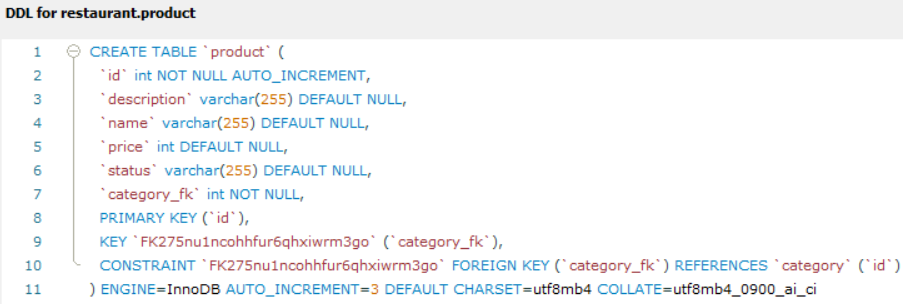 DDL for restaurant.product
1 CREATE TABLE `product` (
2 `id` int NOT NULL AUTO_INCREMENT,
3 `description` varchar(255) DEFAULT NULL,
4 `name` varchar(255) DEFAULT NULL,
5 `price` int DEFAULT NULL,
6 `status` varchar(255) DEFAULT NULL,
7 `category_fk` int NOT NULL,
8 PRIMARY KEY (`id`),
9 KEY `FK275nu1ncohhfur6qhxiwrm3go` (`category_fk`),
10 CONSTRAINT `FK275nu1ncohhfur6qhxiwrm3go` FOREIGN KEY (`category_fk`) REFERENCES `category` (`id`)
11 ) ENGINE=InnoDB AUTO_INCREMENT=3 DEFAULT CHARSET=utf8mb4 COLLATE=utf8mb4_0900_ai_ci